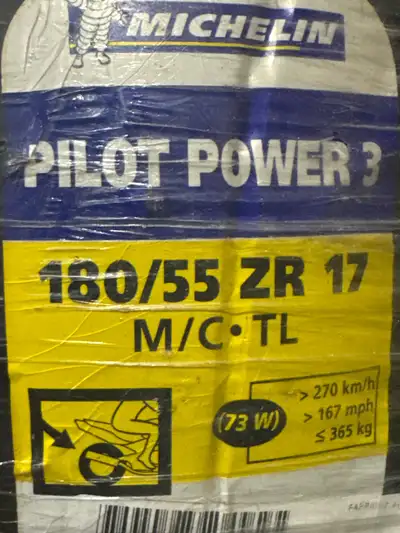 MICHELIN
PILOT POWER 3
180/55 ZR 17
M/C•TL
(73 W)
> 270 km/h
> 167 mph
≤ 365 kg